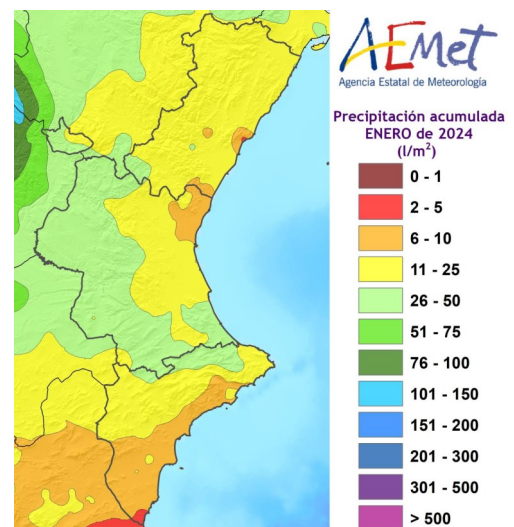 AEMet
Agencia Estatal de Meteorología
Precipitación acumulada
ENERO de 2024
(l/m²)
0 - 1
2 - 5
6 - 10
11 - 25
26 - 50
51 - 75
76 - 100
101 - 150
151 - 200
201 - 300
301 - 500
> 500